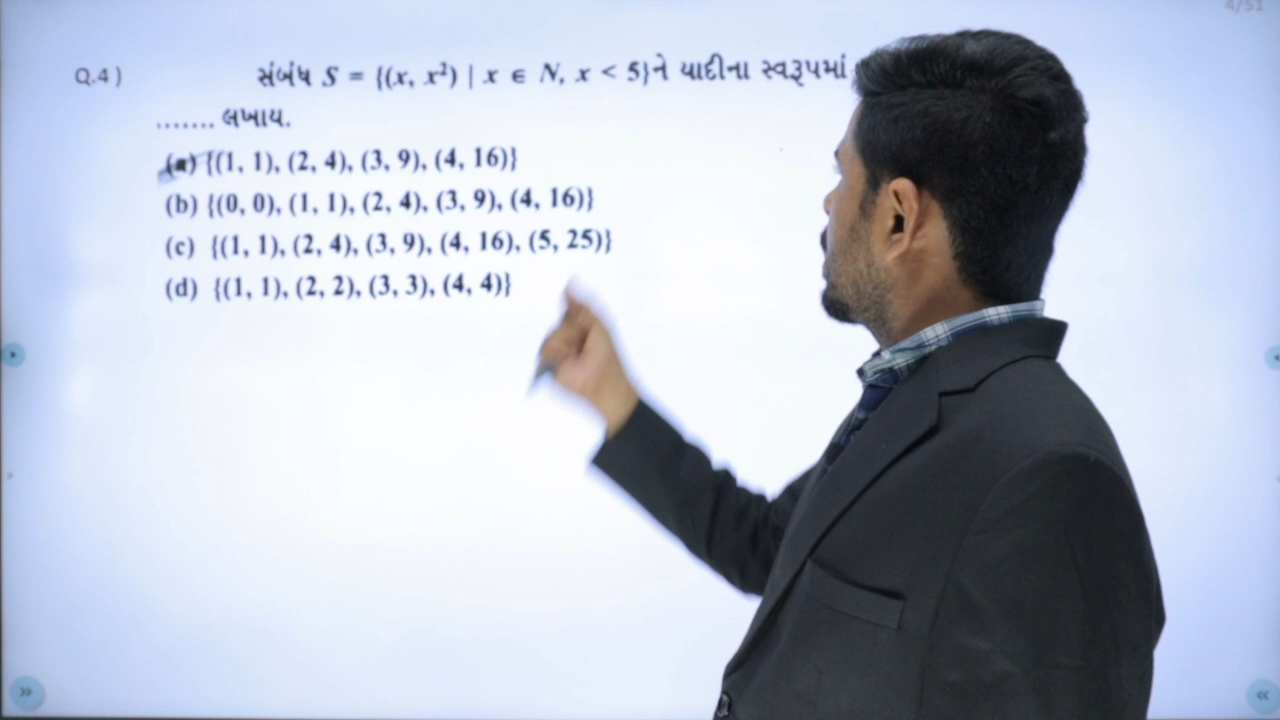 4/51
Q.4) સંબંધ S = {(x, x²) | x ∈ N, x < 5}ને યાદીના સ્વરૂપમાં
....... લખાય.
(a) {(1, 1), (2, 4), (3, 9), (4, 16)}
(b) {(0, 0), (1, 1), (2, 4), (3, 9), (4, 16)}
(c) {(1, 1), (2, 4), (3, 9), (4, 16), (5, 25)}
(d) {(1, 1), (2, 2), (3, 3), (4, 4)}